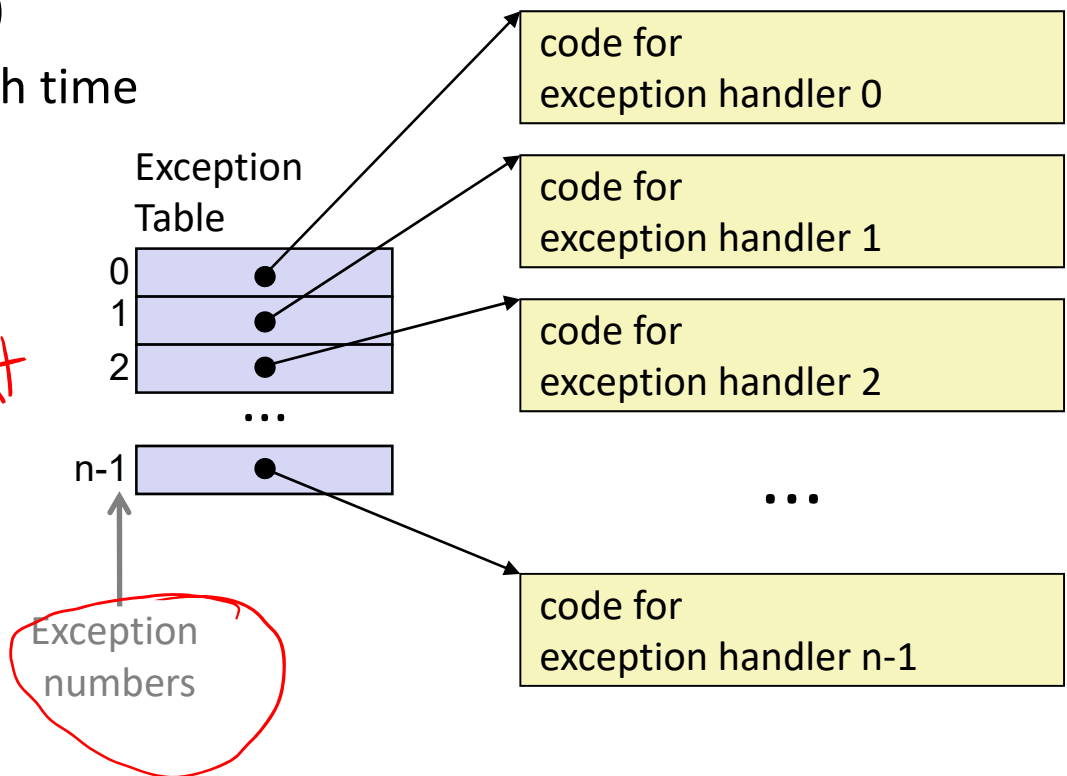 )
h time
Exception
Table
0
1
2
...
n-1
Exception
numbers
code for
exception handler 0
code for
exception handler 1
code for
exception handler 2
...
code for
exception handler n-1